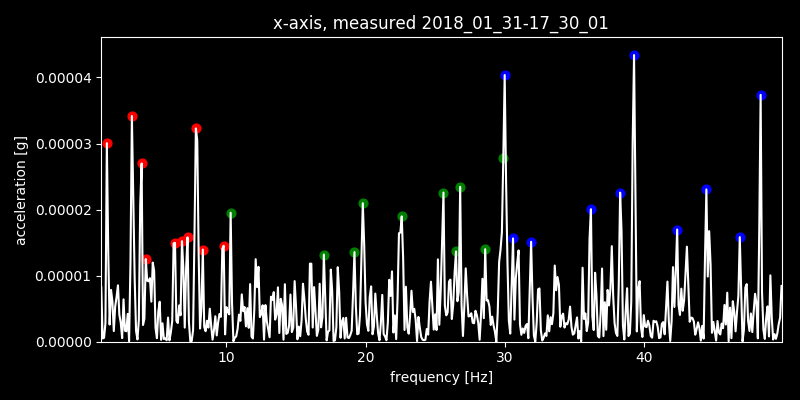 x-axis, measured 2018_01_31-17_30_01
0.00004
0.00003
0.00002
0.00001
0.00000
acceleration [g]
10 20 30 40
frequency [Hz]